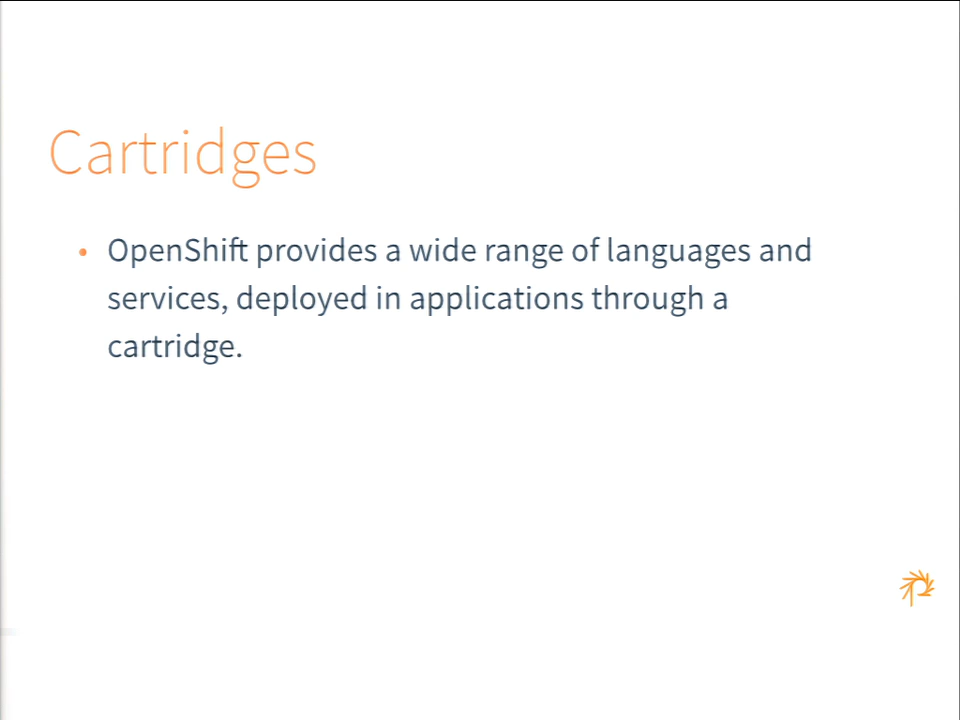 Cartridges
• OpenShift provides a wide range of languages and
services, deployed in applications through a
cartridge.